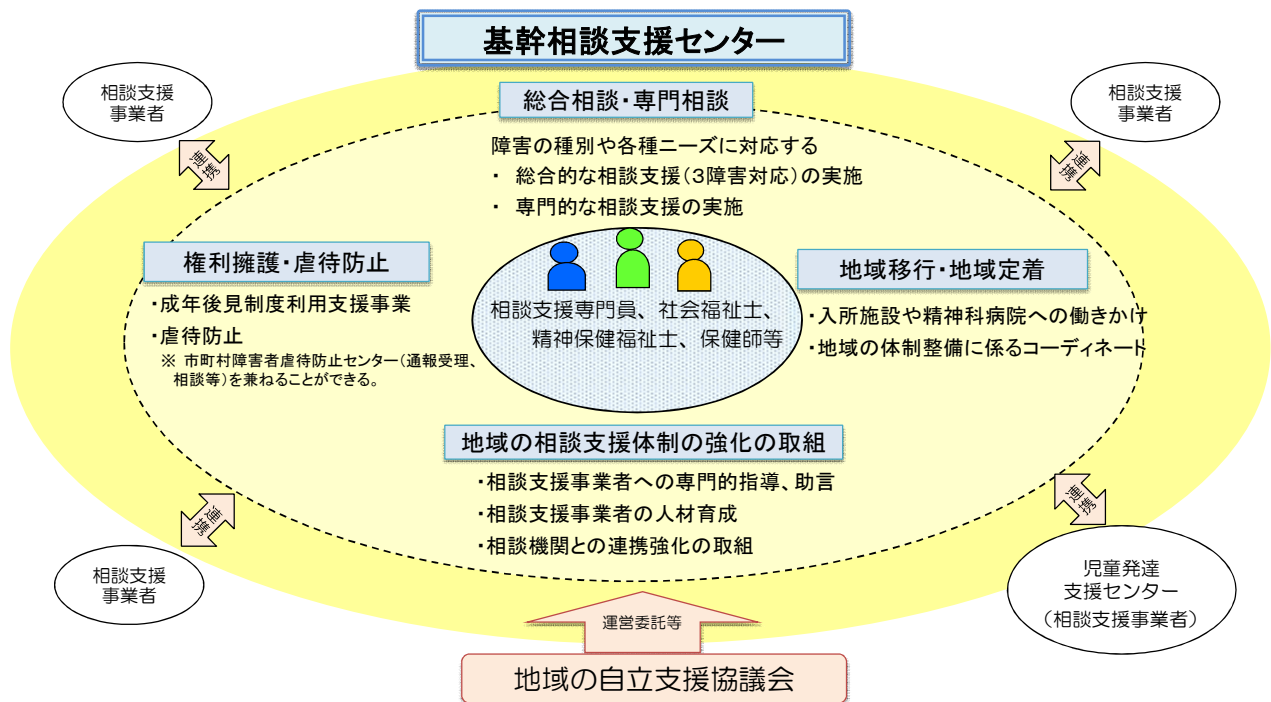 基幹相談支援センター
相談支援
事業者
相談支援
事業者
連携
連携
総合相談・専門相談
障害の種別や各種ニーズに対応する
・ 総合的な相談支援（３障害対応）の実施
・ 専門的な相談支援の実施
権利擁護・虐待防止
・成年後見制度利用支援事業
・虐待防止
※ 市町村障害者虐待防止センター（通報受理、
相談等）を兼ねることができる。
相談支援専門員、社会福祉士、
精神保健福祉士、保健師等
地域移行・地域定着
・入所施設や精神科病院への働きかけ
・地域の体制整備に係るコーディネート
地域の相談支援体制の強化の取組
・相談支援事業者への専門的指導、助言
・相談支援事業者の人材育成
・相談機関との連携強化の取組
連携
連携
相談支援
事業者
児童発達
支援センター
（相談支援事業者）
運営委託等
地域の自立支援協議会